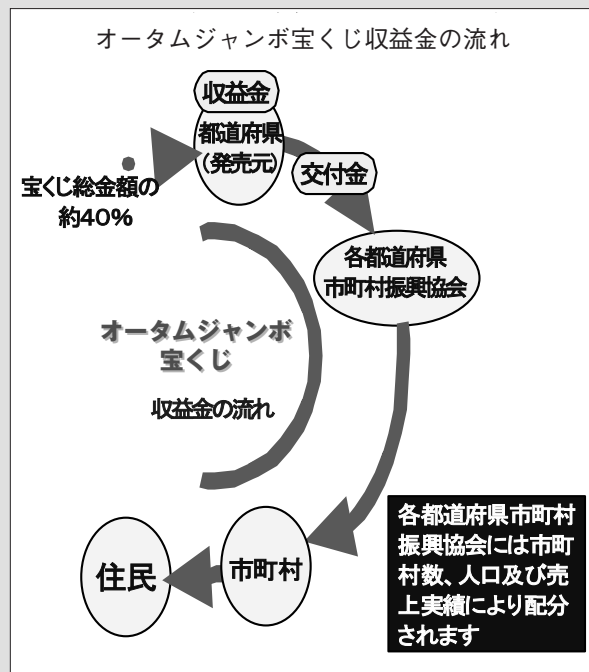 オータムジャンボ宝くじ収益金の流れ
収益金
都道府県
（発売元）
交付金
宝くじ総金額の
約40%
各都道府県
市町村振興協会
オータムジャンボ
宝くじ
収益金の流れ
各都道府県市町村
振興協会には市町
村数、人口及び売
上実績により配分
されます
市町村
住民